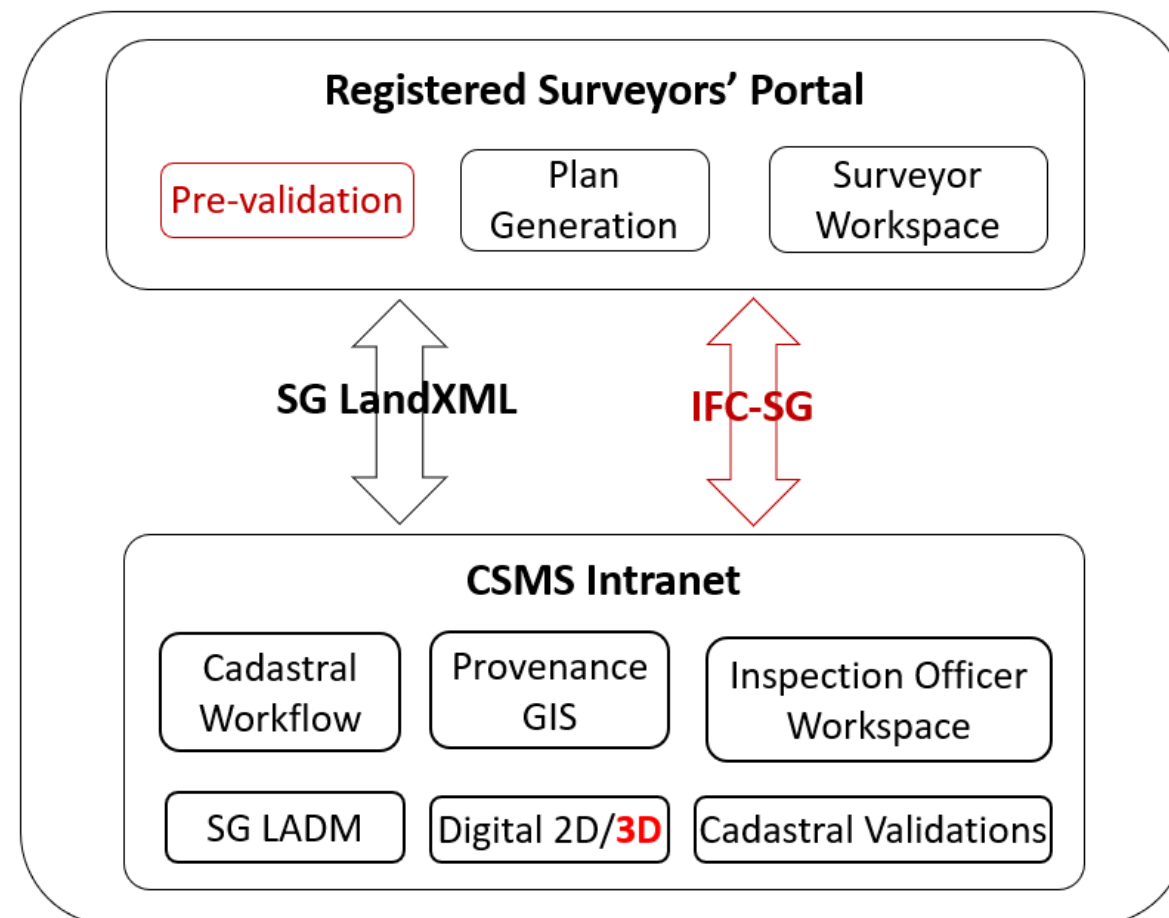 Registered Surveyors’ Portal
Pre-validation
Plan
Generation
Surveyor
Workspace
SG LandXML
IFC-SG
CSMS Intranet
Cadastral
Workflow
Provenance
GIS
Inspection Officer
Workspace
SG LADM
Digital 2D/3D
Cadastral Validations